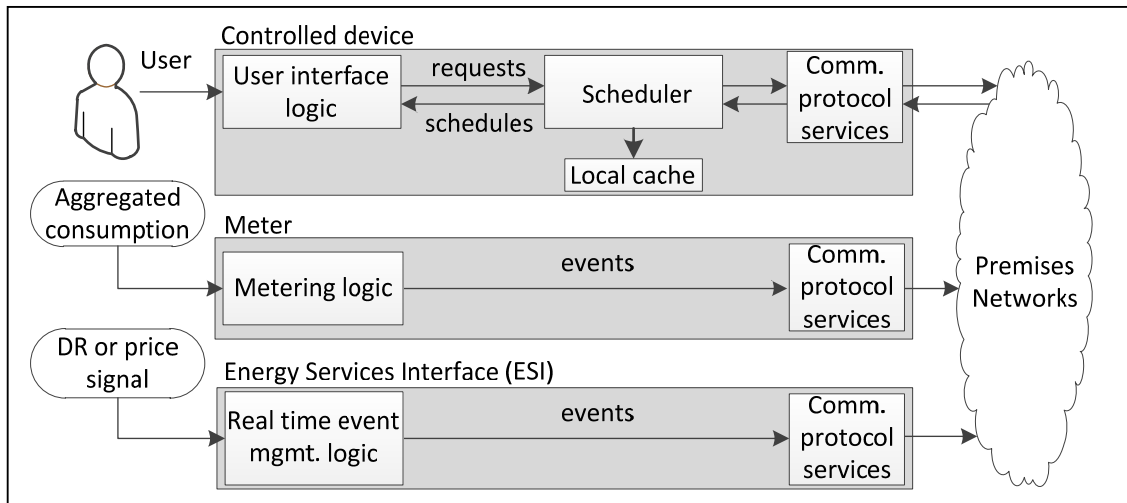 Controlled device
User
User interface
logic
requests
schedules
Scheduler
Local cache
Comm.
protocol
services
Aggregated
consumption
Meter
Metering logic
events
Comm.
protocol
services
Premises
Networks
DR or price
signal
Energy Services Interface (ESI)
Real time event
mgmt. logic
events
Comm.
protocol
services